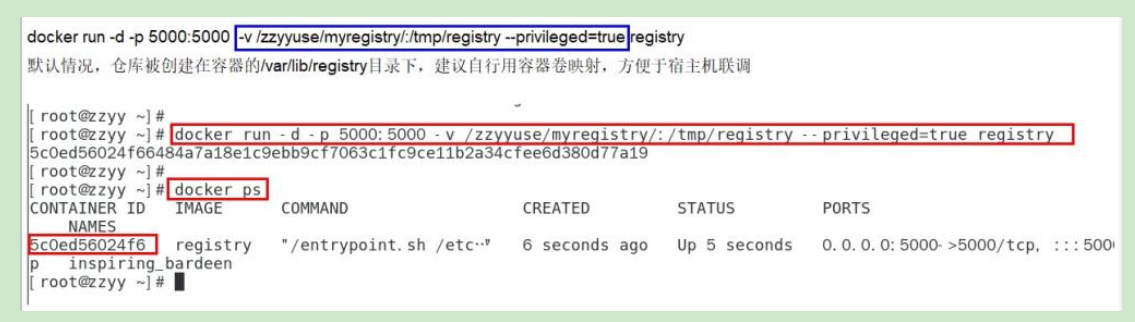 docker run -d -p 5000:5000 -v /zzyyuse/myregistry/:/tmp/registry --privileged=true registry
默认情况，仓库被创建在容器的/var/lib/registry目录下，建议自行用容器卷映射，方便于宿主机联调
[root@zzyy ~]#
[root@zzyy ~]# docker run -d -p 5000:5000 -v /zzyyuse/myregistry/:/tmp/registry --privileged=true registry
5c0ed56024f66484a7a18e1c9ebb9cf7063c1fc9ce11b2a34cfee6d380d77a19
[root@zzyy ~]#
[root@zzyy ~]# docker ps
CONTAINER ID IMAGE COMMAND CREATED STATUS PORTS
NAMES
5c0ed56024f6 registry "/entrypoint.sh /etc…" 6 seconds ago Up 5 seconds 0.0.0.0:5000->5000/tcp, :::500
p inspiring_bardeen
[root@zzyy ~]#